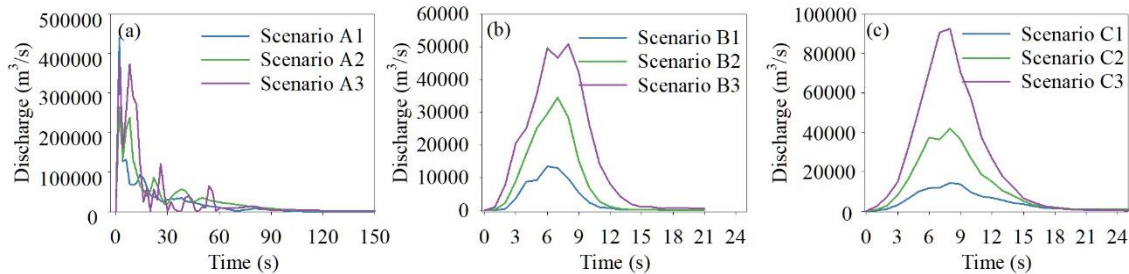 (a)
Scenario A1
Scenario A2
Scenario A3
Discharge (m³/s)
500000
400000
300000
200000
100000
0
0 30 60 90 120 150
Time (s)
(b)
Scenario B1
Scenario B2
Scenario B3
Discharge (m³/s)
60000
50000
40000
30000
20000
10000
0
0 3 6 9 12 15 18 21 24
Time (s)
(c)
Scenario C1
Scenario C2
Scenario C3
Discharge (m³/s)
100000
80000
60000
40000
20000
0
0 3 6 9 12 15 18 21 24
Time (s)